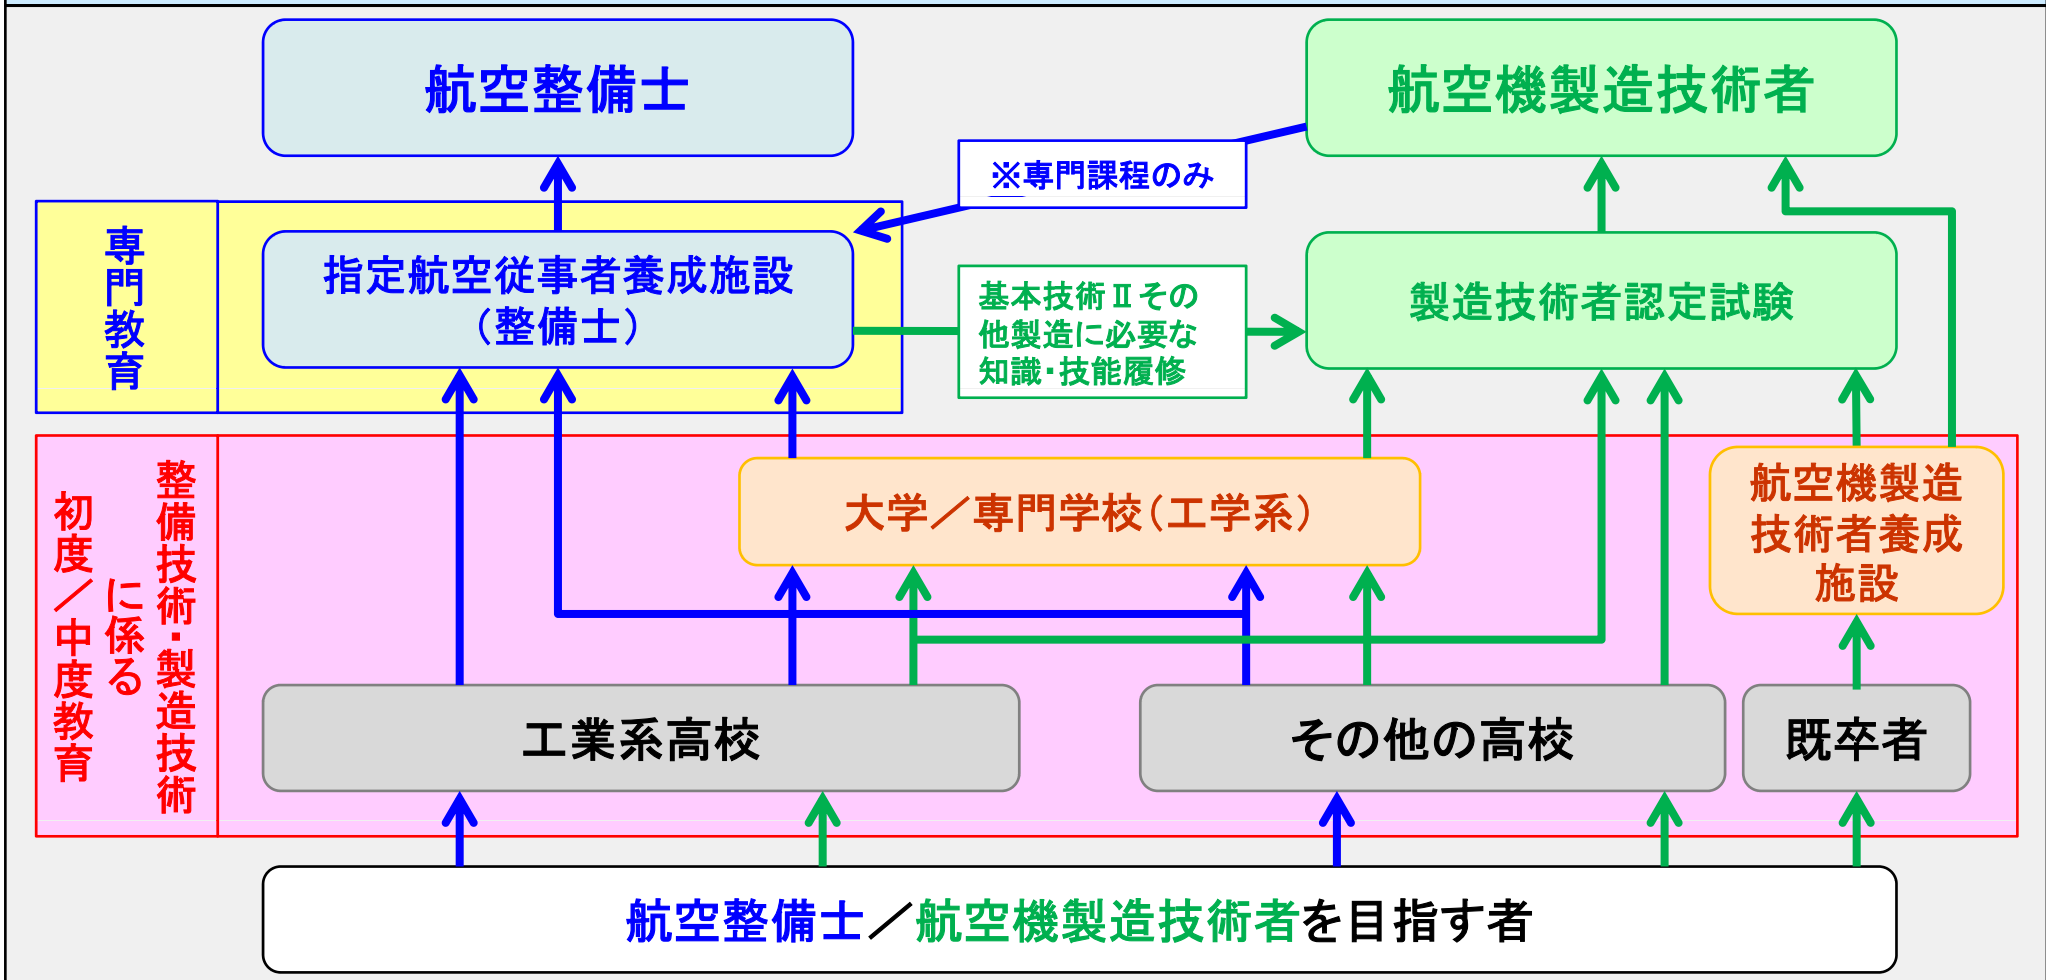 航空整備士
航空機製造技術者
※専門課程のみ
専門教育
指定航空従事者養成施設
（整備士）
基本技術Ⅱその
他製造に必要な
知識・技能履修
製造技術者認定試験
整備技術・製造技術
に係る
初度／中度教育
大学／専門学校（工学系）
航空機製造
技術者養成
施設
工業系高校
その他の高校
既卒者
航空整備士／航空機製造技術者を目指す者